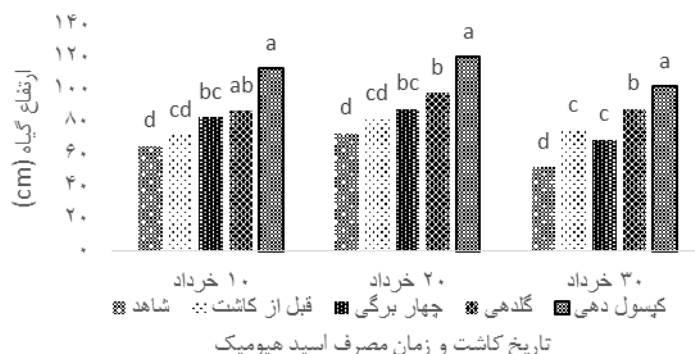 ارتفاع گیاه (cm)
۱۴۰
۱۲۰
۱۰۰
۸۰
۶۰
۴۰
۲۰
۰
d cd bc ab a
d cd bc b a
d c c b a
۱۰ خرداد ۲۰ خرداد ۳۰ خرداد
شاهد قبل از کاشت چهار برگی گلدهی کپسول دهی
تاریخ کاشت و زمان مصرف اسید هیومیک